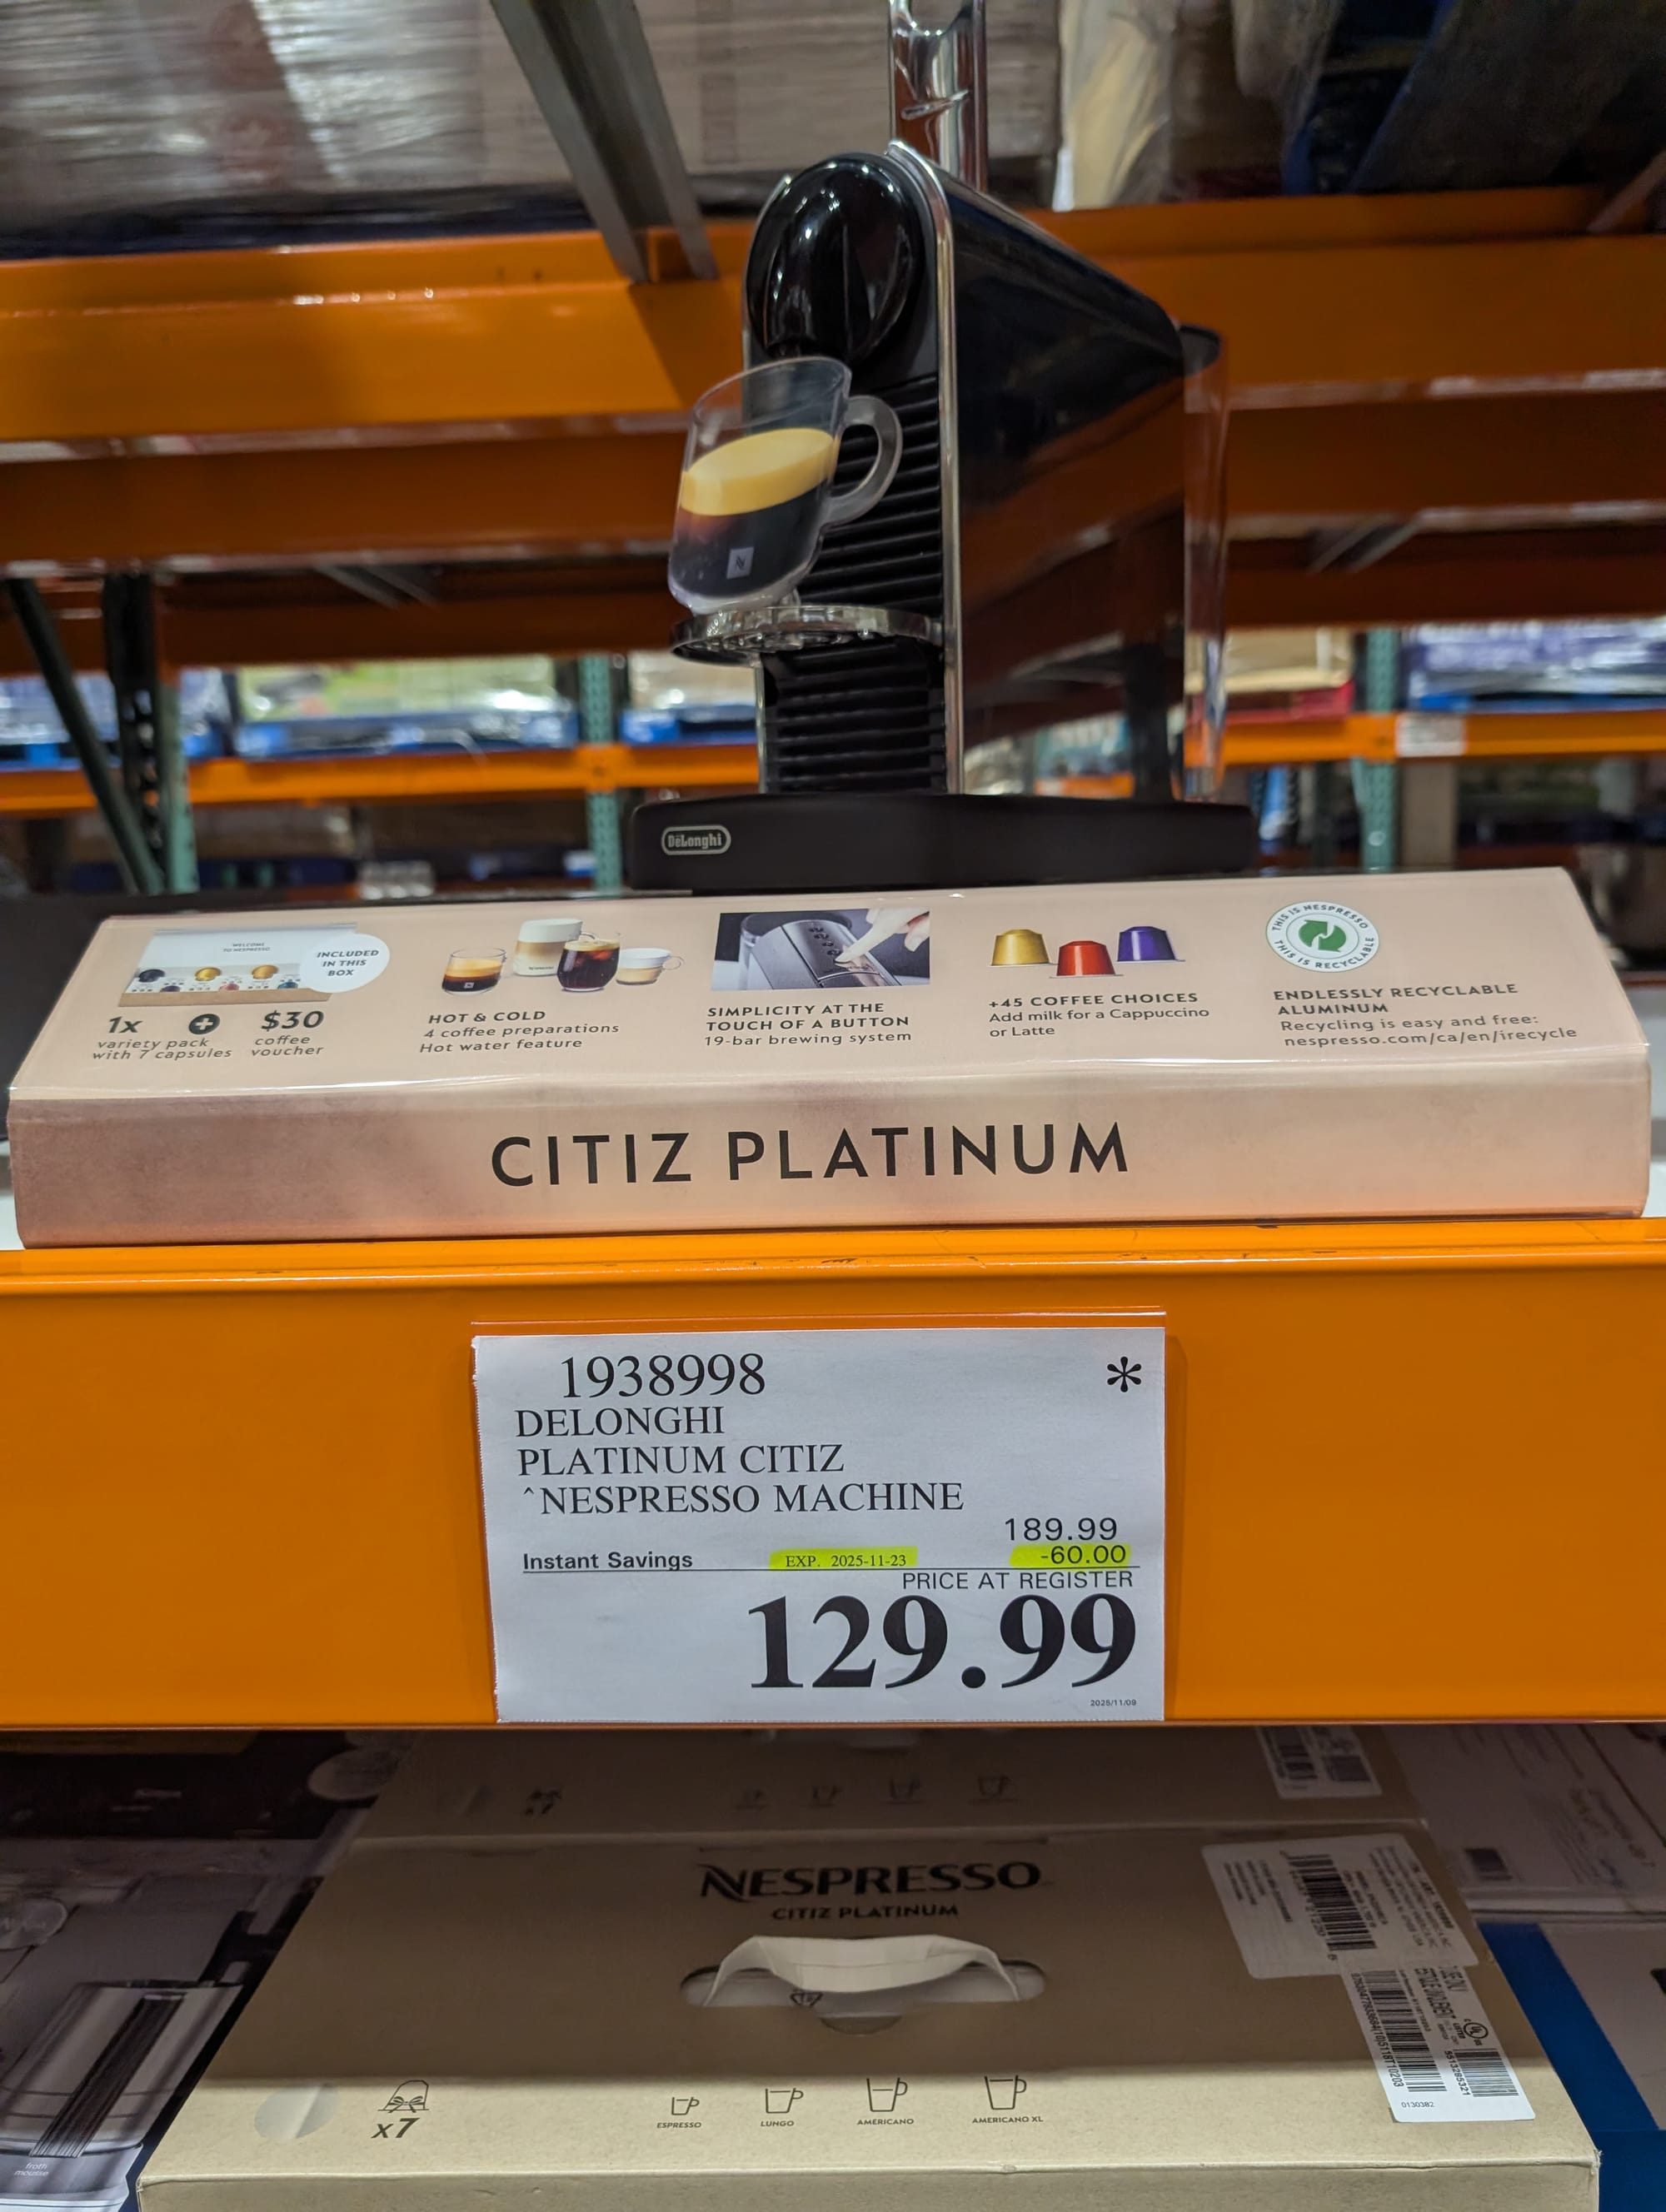 DeLonghi
WELCOME
TO NESPRESSO
INCLUDED
IN THIS
BOX
1x
variety pack
with 7 capsules
$30
coffee
voucher
HOT & COLD
4 coffee preparations
Hot water feature
SIMPLICITY AT THE
TOUCH OF A BUTTON
19-bar brewing system
+45 COFFEE CHOICES
Add milk for a Cappuccino
or Latte
THIS IS NESPRESSO
THIS IS RECYCLABLE
ENDLESSLY RECYCLABLE
ALUMINUM
Recycling is easy and free:
nespresso.com/ca/en/irecycle
CITIZ PLATINUM
1938998 *
DELONGHI
PLATINUM CITIZ
^NESPRESSO MACHINE
189.99
Instant Savings EXP. 2025-11-23 -60.00
PRICE AT REGISTER
129.99
2025/11/09
x7
NESPRESSO
CITIZ PLATINUM
x7
ESPRESSO
LUNGO
AMERICANO
AMERICANO XL
0130382
froth
mousse